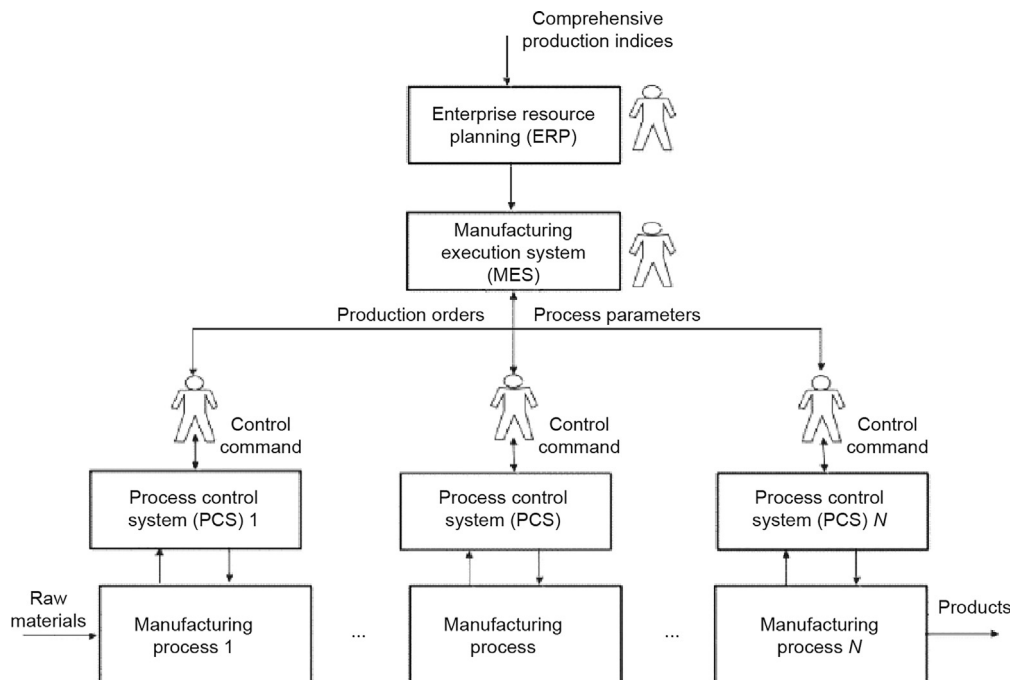 Comprehensive
production indices
Enterprise resource
planning (ERP)
Manufacturing
execution system
(MES)
Production orders
Process parameters
Control
command
Control
command
Control
command
Process control
system (PCS) 1
Process control
system (PCS)
Process control
system (PCS) N
Raw
materials
Manufacturing
process 1
...
Manufacturing
process
...
Manufacturing
process N
Products